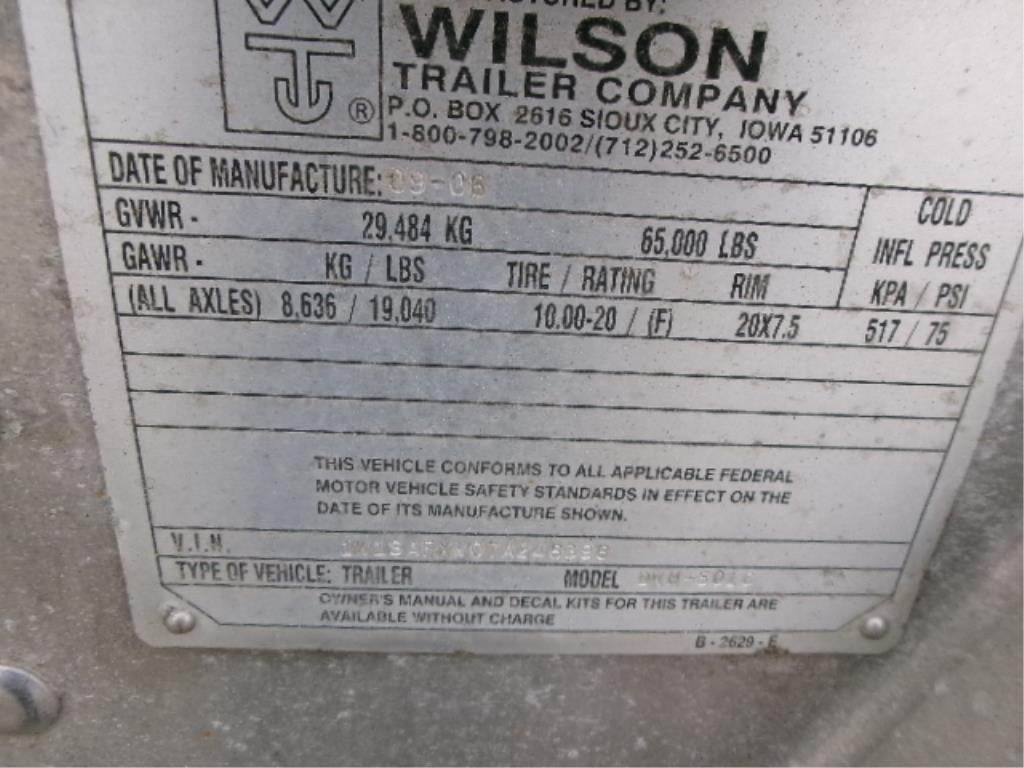 WILSON
TRAILER COMPANY
®
P.O. BOX 2616 SIOUX CITY, IOWA 51106
1-800-798-2002/(712)252-6500
DATE OF MANUFACTURE: 09-06
GVWR - 29,484 KG 65,000 LBS
COLD
INFL PRESS
KPA / PSI
GAWR - KG / LBS TIRE / RATING RIM
(ALL AXLES) 8,636 / 19,040 10.00-20 / (F) 20X7.5 517 / 75
THIS VEHICLE CONFORMS TO ALL APPLICABLE FEDERAL
MOTOR VEHICLE SAFETY STANDARDS IN EFFECT ON THE
DATE OF ITS MANUFACTURE SHOWN.
V.I.N.
TYPE OF VEHICLE: TRAILER MODEL
OWNER'S MANUAL AND DECAL KITS FOR THIS TRAILER ARE
AVAILABLE WITHOUT CHARGE
B - 2629 - E